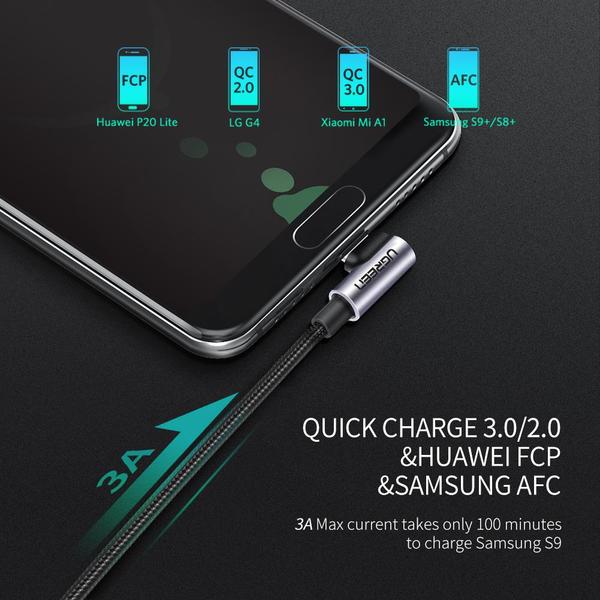 FCP
QC
2.0
QC
3.0
AFC
Huawei P20 Lite
LG G4
Xiaomi Mi A1
Samsung S9+/S8+
UGREEN
3A
QUICK CHARGE 3.0/2.0
&HUAWEI FCP
&SAMSUNG AFC
3A Max current takes only 100 minutes
to charge Samsung S9